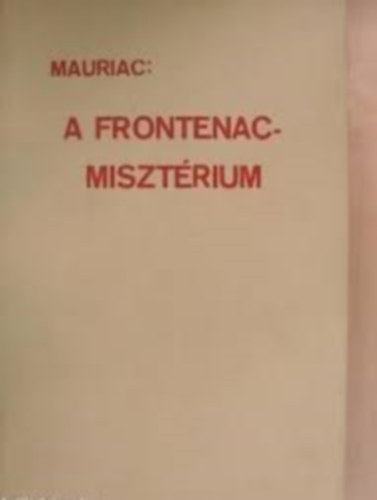 MAURIAC:
A FRONTENAC-
MISZTÉRIUM